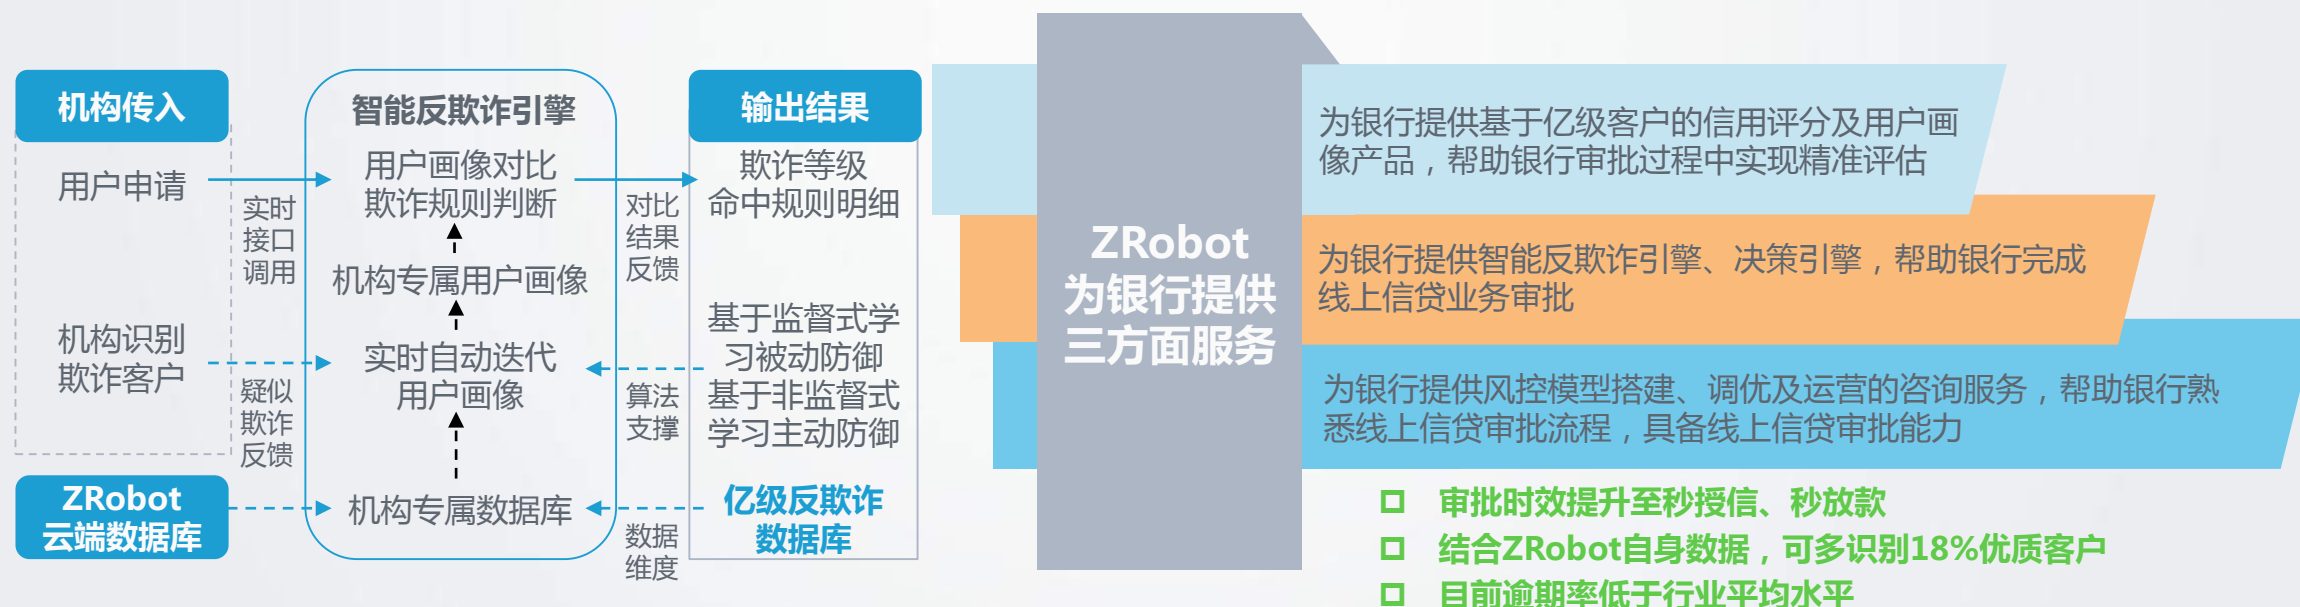 机构传入
用户申请
机构识别
欺诈客户
ZRobot
云端数据库
实时
接口
调用
疑似
欺诈
反馈
智能反欺诈引擎
用户画像对比
欺诈规则判断
机构专属用户画像
实时自动迭代
用户画像
机构专属数据库
对比
结果
反馈
算法
支撑
数据
维度
输出结果
欺诈等级
命中规则明细
基于监督式学
习被动防御
基于非监督式
学习主动防御
亿级反欺诈
数据库
ZRobot
为银行提供
三方面服务
为银行提供基于亿级客户的信用评分及用户画
像产品，帮助银行审批过程中实现精准评估
为银行提供智能反欺诈引擎、决策引擎，帮助银行完成
线上信贷业务审批
为银行提供风控模型搭建、调优及运营的咨询服务，帮助银行熟
悉线上信贷审批流程，具备线上信贷审批能力
审批时效提升至秒授信、秒放款
结合ZRobot自身数据，可多识别18%优质客户
目前逾期率低于行业平均水平